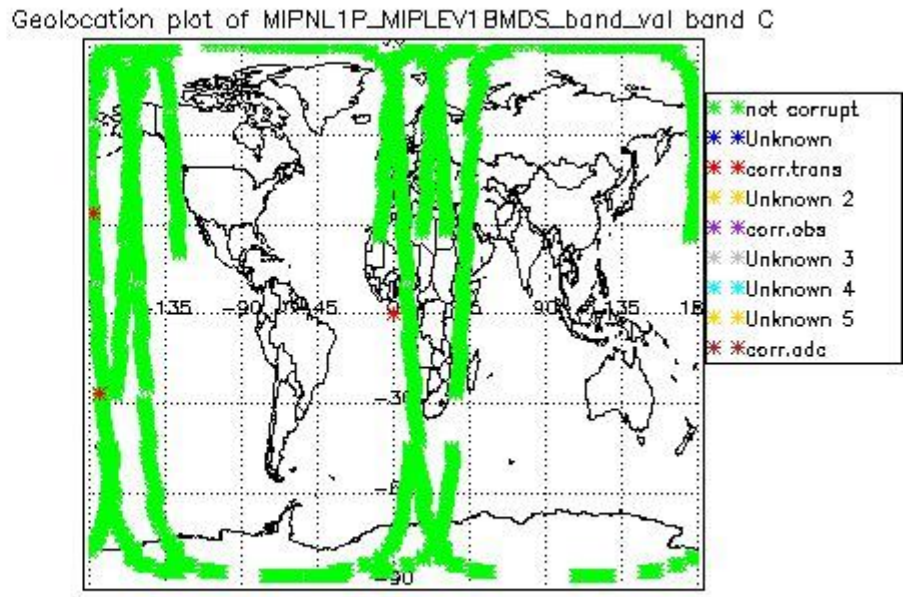 Geolocation plot of MIPNL1P_MIPLEV1BMDS_band_val band C
not corrupt
Unknown
corr.trans
Unknown 2
corr.obs
Unknown 3
Unknown 4
Unknown 5
corr.adc
-135 -90 -45 90 135
-90